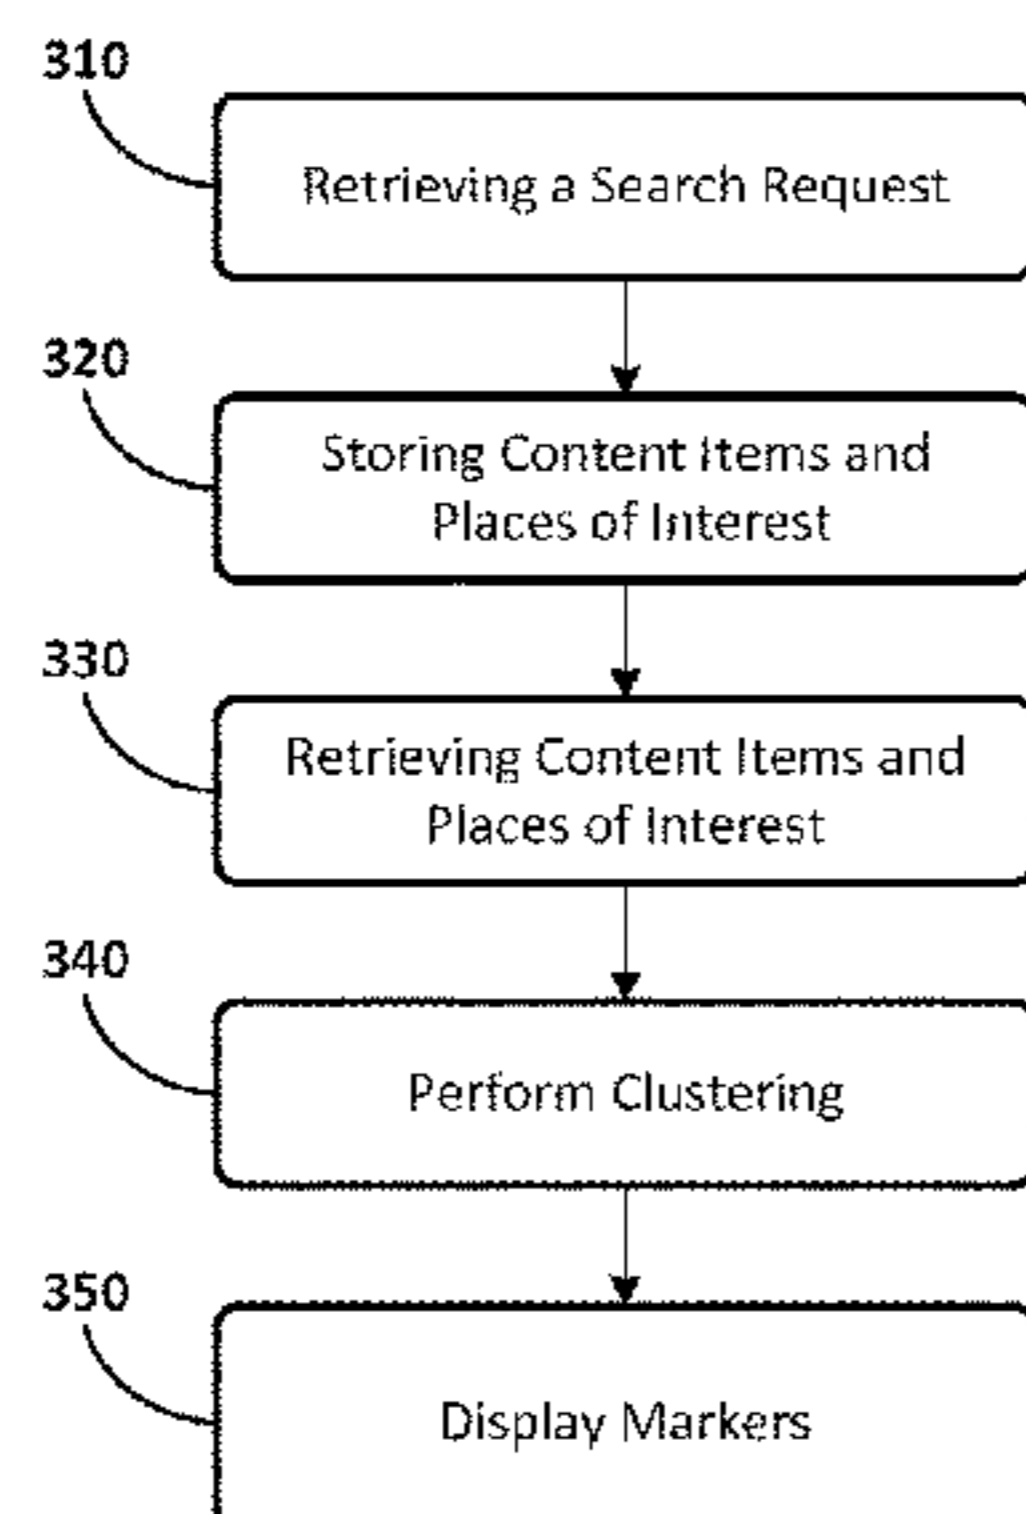 310
Retrieving a Search Request
320
Storing Content Items and
Places of Interest
330
Retrieving Content Items and
Places of Interest
340
Perform Clustering
350
Display Markers